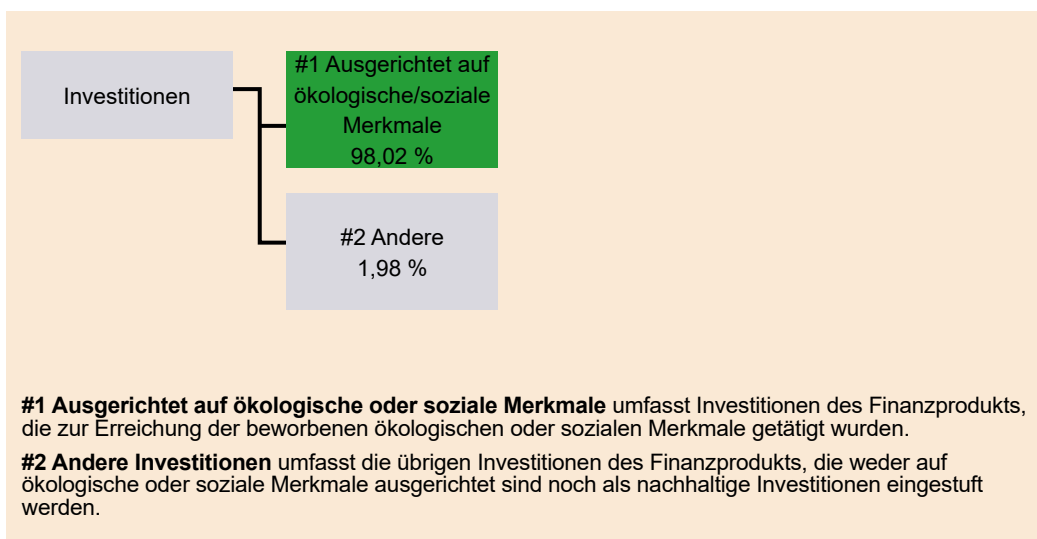 Investitionen
#1 Ausgerichtet auf
ökologische/soziale
Merkmale
98,02 %
#2 Andere
1,98 %
#1 Ausgerichtet auf ökologische oder soziale Merkmale umfasst Investitionen des Finanzprodukts,
die zur Erreichung der beworbenen ökologischen oder sozialen Merkmale getätigt wurden.
#2 Andere Investitionen umfasst die übrigen Investitionen des Finanzprodukts, die weder auf
ökologische oder soziale Merkmale ausgerichtet sind noch als nachhaltige Investitionen eingestuft
werden.